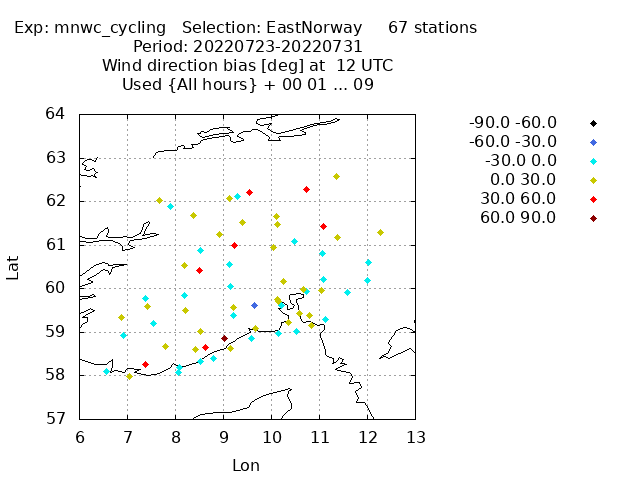 Exp: mnwc_cycling   Selection: EastNorway     67 stations
Period: 20220723-20220731
Wind direction bias [deg] at  12 UTC
Used {All hours} + 00 01 ... 09
-90.0 -60.0
-60.0 -30.0
-30.0 0.0
0.0 30.0
30.0 60.0
60.0 90.0
64
63
62
61
60
59
58
57
Lat
6 7 8 9 10 11 12 13
Lon